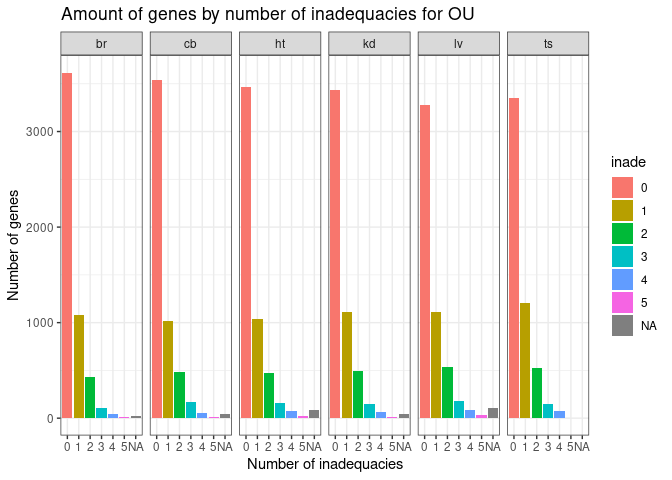 Amount of genes by number of inadequacies for OU
br cb ht kd lv ts
3000
2000
1000
0
Number of genes
0 1 2 3 4 5NA 0 1 2 3 4 5NA 0 1 2 3 4 5NA 0 1 2 3 4 5NA 0 1 2 3 4 5NA 0 1 2 3 4 5NA
Number of inadequacies
inade
0
1
2
3
4
5
NA